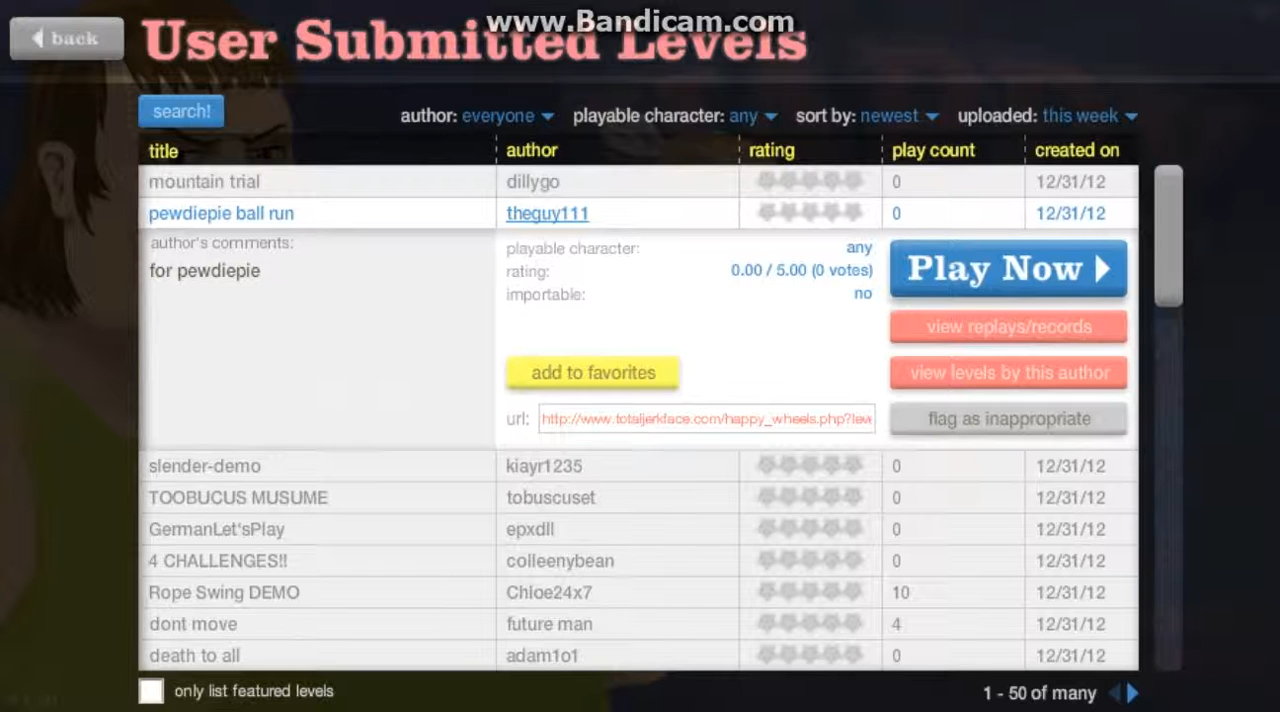 www.Bandicam.com
back
User Submitted Levels
search!
author: everyone playable character: any sort by: newest uploaded: this week
title author rating play count created on
mountain trial dillygo 0 12/31/12
pewdiepie ball run theguy111 0 12/31/12
author's comments:
for pewdiepie
playable character: any
rating: 0.00 / 5.00 (0 votes)
importable: no
Play Now
view replays/records
add to favorites
view levels by this author
url: http://www.totaljerkface.com/happy_wheels.php?lev
flag as inappropriate
slender-demo kiayr1235 0 12/31/12
TOOBUCUS MUSUME tobuscuset 0 12/31/12
GermanLet'sPlay epxdll 0 12/31/12
4 CHALLENGES!! colleenybean 0 12/31/12
Rope Swing DEMO Chloe24x7 10 12/31/12
dont move future man 4 12/31/12
death to all adam1o1 0 12/31/12
only list featured levels
1 - 50 of many